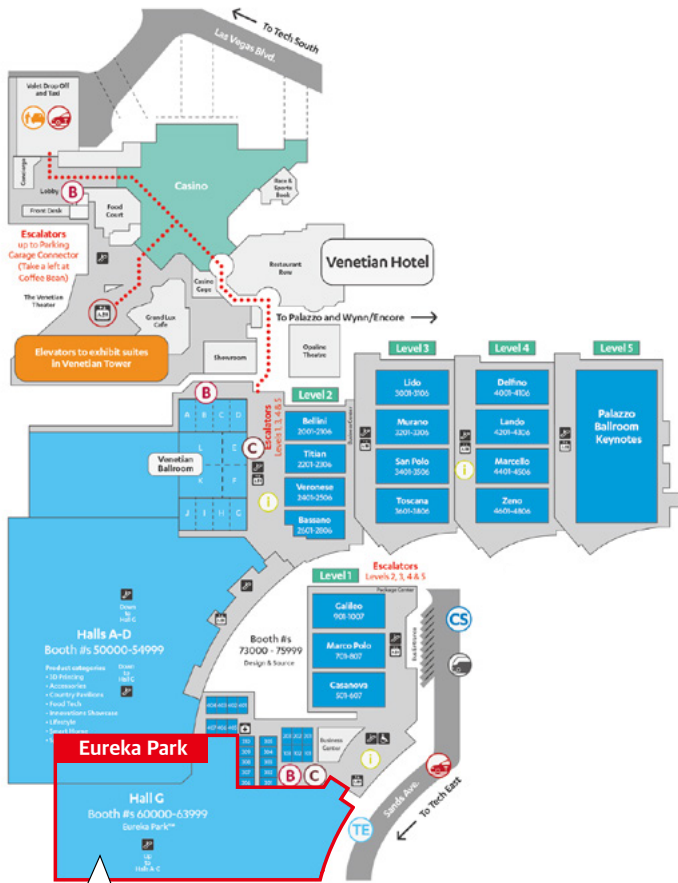 To Tech South
Las Vegas Blvd.
Valet Drop-Off
and Taxi
Concierge
Lobby
B
Front Desk
Food
Court
Casino
Race &
Sports
Book
Escalators
up to Parking
Garage Connector
(Take a left at
Coffee Bean)
The Venetian
Theater
Casino
Cage
Restaurant
Row
Venetian Hotel
Grand Lux
Cafe
To Palazzo and Wynn/Encore
Elevators to exhibit suites
in Venetian Tower
Showroom
Opaline
Theatre
B
A B C D
L E
K F
J I H G
Venetian
Ballroom
C
Escalators
Levels 1, 3, 4 & 5
i
Level 2
Bellini
2001-2106
Titian
2201-2306
Veronese
2401-2506
Bassano
2601-2806
Business Center
Level 3
Lido
3001-3106
Murano
3201-3306
San Polo
3401-3506
Toscana
3601-3806
Level 4
Delfino
4001-4106
Lando
4201-4306
Marcello
4401-4506
Zeno
4601-4806
i
Level 5
Palazzo
Ballroom
Keynotes
Level 1
Escalators
Levels 2, 3, 4 & 5
Package Center
Galileo
901-1007
Marco Polo
701-807
Casanova
501-607
Booth #s
73000 - 75999
Design & Source
CS
Down
to
Hall G
Halls A-D
Booth #s 50000-54999
Product categories
• 3D Printing
• Accessories
• Country Pavilions
• Food Tech
• Innovations Showcase
• Lifestyle
• Smart Home
Down
to
Hall G
Business
Center
i
B
C
Eureka Park
Hall G
Booth #s 60000-63999
Eureka Park™
Up
to
Halls A-C
Sands Ave.
To Tech East
TE